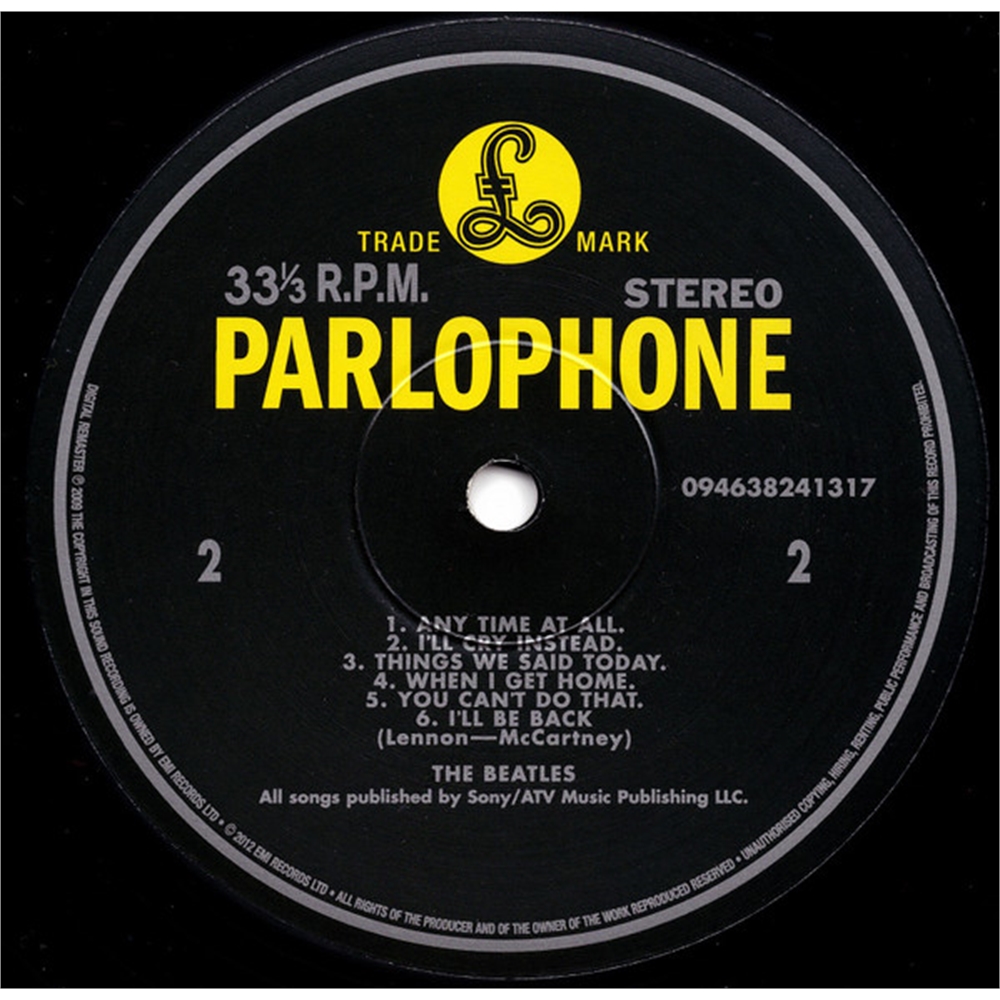 £
TRADE MARK
33⅓ R.P.M. STEREO
PARLOPHONE
094638241317
2 2
1. ANY TIME AT ALL.
2. I'LL CRY INSTEAD.
3. THINGS WE SAID TODAY.
4. WHEN I GET HOME.
5. YOU CAN'T DO THAT.
6. I'LL BE BACK
(Lennon—McCartney)
THE BEATLES
All songs published by Sony/ATV Music Publishing LLC.
DIGITAL REMASTER ℗ 2009 THE COPYRIGHT IN THIS SOUND RECORDING IS OWNED BY EMI RECORDS LTD • © 2012 EMI RECORDS LTD • ALL RIGHTS OF THE PRODUCER AND OF THE OWNER OF THE WORK REPRODUCED RESERVED • UNAUTHORISED COPYING, HIRING, RENTING, PUBLIC PERFORMANCE AND BROADCASTING OF THIS RECORD PROHIBITED.